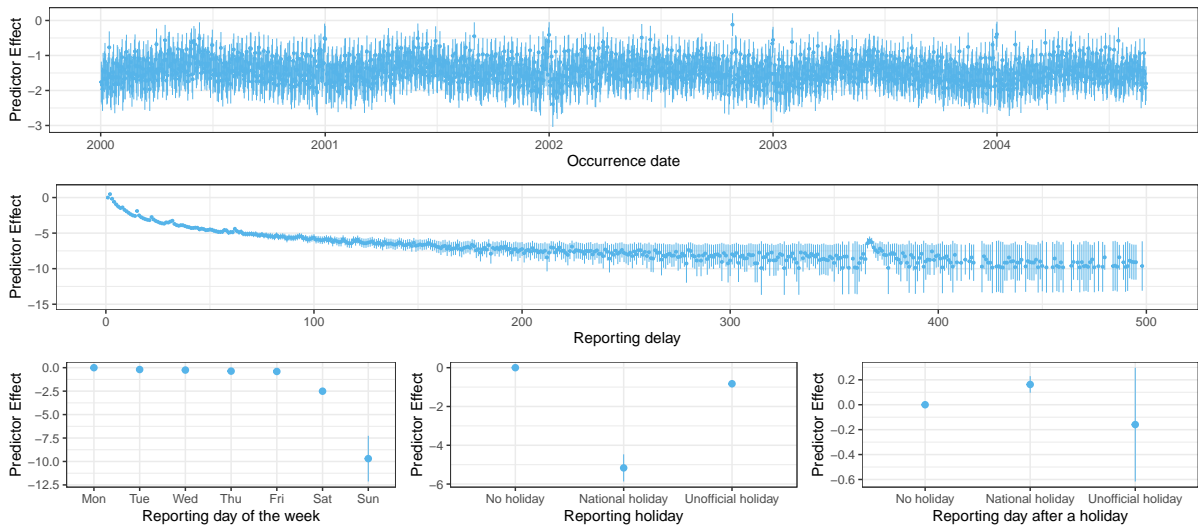 Predictor Effect
0
−1
−2
−3
2000
2001
2002
2003
2004
Occurrence date
Predictor Effect
0
−5
−10
−15
0
100
200
300
400
500
Reporting delay
Predictor Effect
0.0
−2.5
−5.0
−7.5
−10.0
−12.5
Mon
Tue
Wed
Thu
Fri
Sat
Sun
Reporting day of the week
Predictor Effect
0
−2
−4
−6
No holiday
National holiday
Unofficial holiday
Reporting holiday
Predictor Effect
0.2
0.0
−0.2
−0.4
−0.6
No holiday
National holiday
Unofficial holiday
Reporting day after a holiday